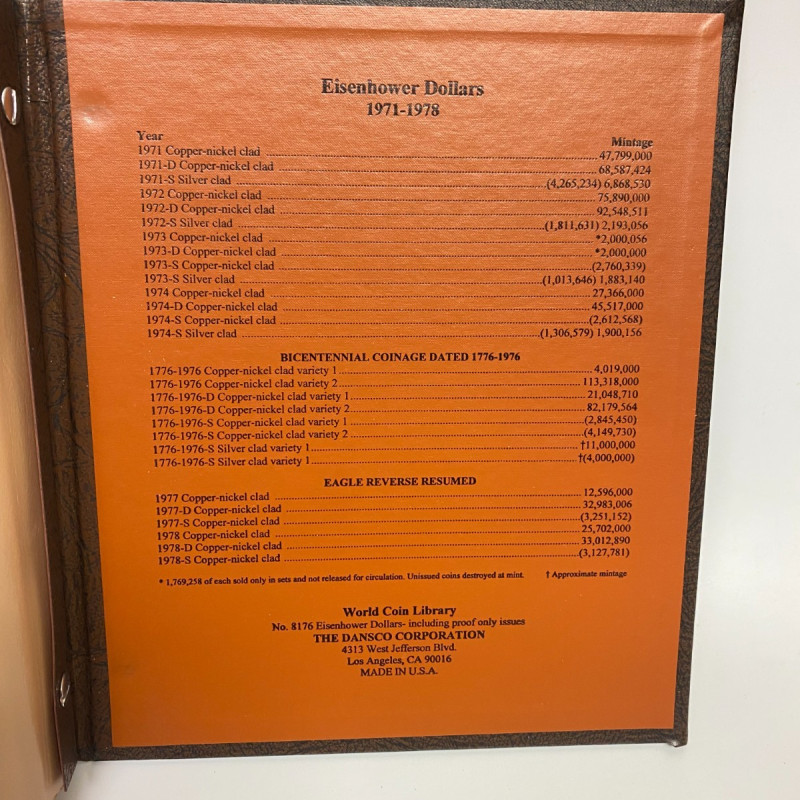 Eisenhower Dollars
1971-1978
Year Mintage
1971 Copper-nickel clad ........ 47,799,000
1971-D Copper-nickel clad ........ 68,587,424
1971-S Silver clad ........ (4,265,234) 6,868,530
1972 Copper-nickel clad ........ 75,890,000
1972-D Copper-nickel clad ........ 92,548,511
1972-S Silver clad ........ (1,811,631) 2,193,056
1973 Copper-nickel clad ........ *2,000,056
1973-D Copper-nickel clad ........ *2,000,000
1973-S Copper-nickel clad ........ (2,760,339)
1973-S Silver clad ........ (1,013,646) 1,883,140
1974 Copper-nickel clad ........ 27,366,000
1974-D Copper-nickel clad ........ 45,517,000
1974-S Copper-nickel clad ........ (2,612,568)
1974-S Silver clad ........ (1,306,579) 1,900,156
BICENTENNIAL COINAGE DATED 1776-1976
1776-1976 Copper-nickel clad variety 1 ........ 4,019,000
1776-1976 Copper-nickel clad variety 2 ........ 113,318,000
1776-1976-D Copper-nickel clad variety 1 ........ 21,048,710
1776-1976-D Copper-nickel clad variety 2 ........ 82,179,564
1776-1976-S Copper-nickel clad variety 1 ........ (2,845,450)
1776-1976-S Copper-nickel clad variety 2 ........ (4,149,730)
1776-1976-S Silver clad variety 1 ........ †11,000,000
1776-1976-S Silver clad variety 1 ........ †(4,000,000)
EAGLE REVERSE RESUMED
1977 Copper-nickel clad ........ 12,596,000
1977-D Copper-nickel clad ........ 32,983,006
1977-S Copper-nickel clad ........ (3,251,152)
1978 Copper-nickel clad ........ 25,702,000
1978-D Copper-nickel clad ........ 33,012,890
1978-S Copper-nickel clad ........ (3,127,781)
* 1,769,258 of each sold only in sets and not released for circulation. Unissued coins destroyed at mint. † Approximate mintage
World Coin Library
No. 8176 Eisenhower Dollars- including proof only issues
THE DANSCO CORPORATION
4313 West Jefferson Blvd.
Los Angeles, CA 90016
MADE IN U.S.A.